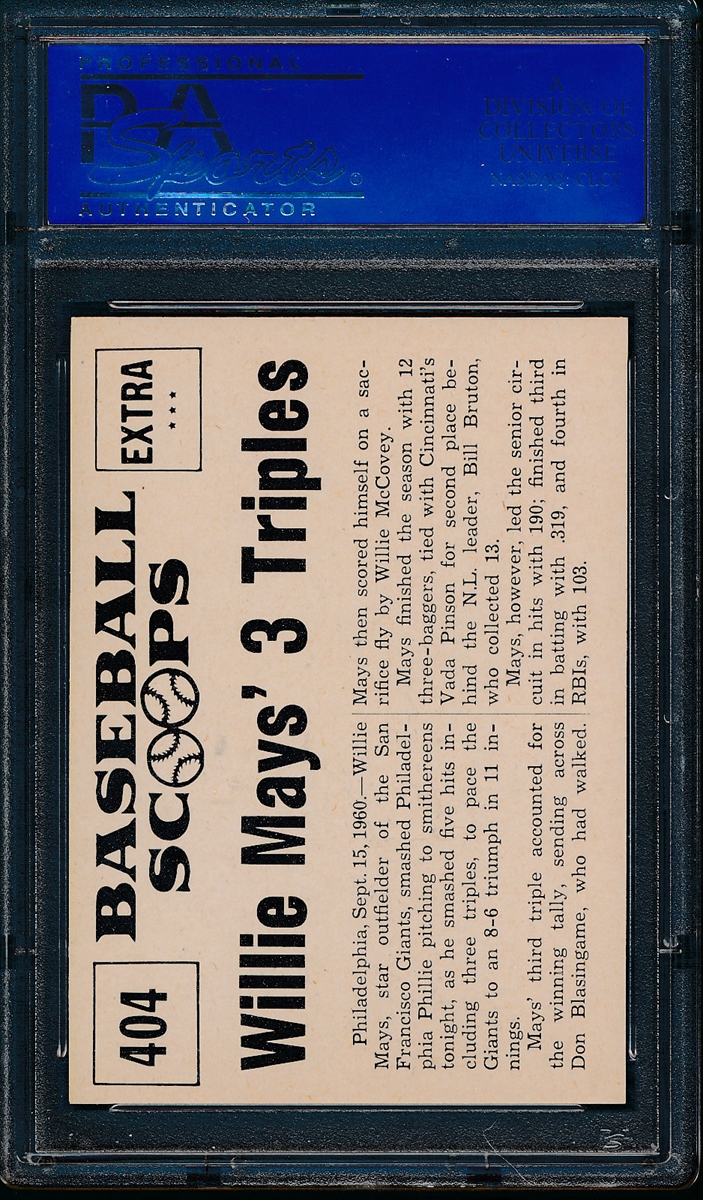 PROFESSIONAL
PSA
Sports®
AUTHENTICATOR
A
DIVISION OF
COLLECTORS
UNIVERSE
NASDAQ: CLCT
404
BASEBALL
SCOOPS
EXTRA
***
Willie Mays' 3 Triples
Philadelphia, Sept. 15, 1960.—Willie
Mays, star outfielder of the San
Francisco Giants, smashed Philadel-
phia Phillie pitching to smithereens
tonight, as he smashed five hits in-
cluding three triples, to pace the
Giants to an 8-6 triumph in 11 in-
nings.
Mays' third triple accounted for
the winning tally, sending across
Don Blasingame, who had walked.
Mays then scored himself on a sac-
rifice fly by Willie McCovey.
Mays finished the season with 12
three-baggers, tied with Cincinnati's
Vada Pinson for second place be-
hind the N.L. leader, Bill Bruton,
who collected 13.
Mays, however, led the senior cir-
cuit in hits with 190; finished third
in batting with .319, and fourth in
RBIs, with 103.